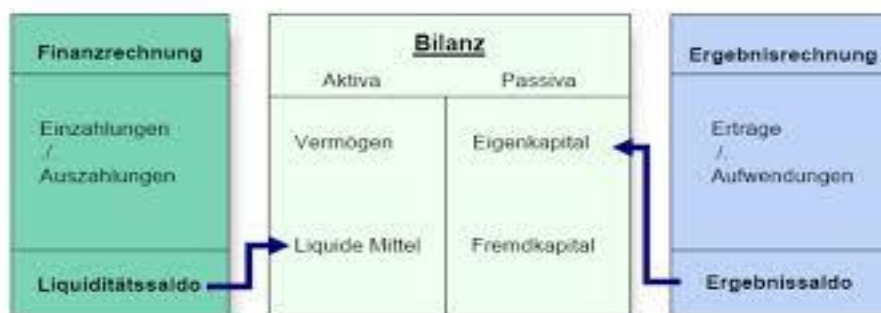 Finanzrechnung
Einzahlungen
./.
Auszahlungen
Liquiditätssaldo
Bilanz
Aktiva
Passiva
Vermögen
Eigenkapital
Liquide Mittel
Fremdkapital
Ergebnisrechnung
Erträge
./.
Aufwendungen
Ergebnissaldo